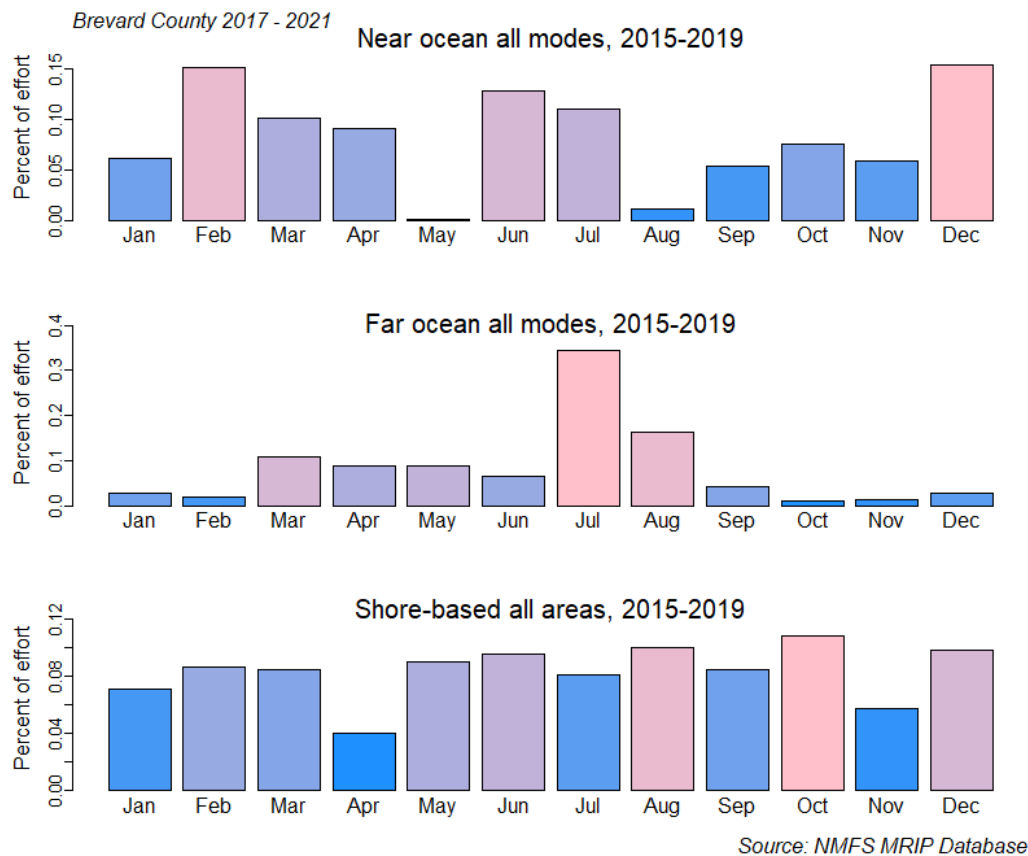 Brevard County 2017 - 2021
Near ocean all modes, 2015-2019
Percent of effort
0.15
0.10
0.05
0.00
Jan Feb Mar Apr May Jun Jul Aug Sep Oct Nov Dec
Far ocean all modes, 2015-2019
Percent of effort
0.4
0.3
0.2
0.1
0.0
Jan Feb Mar Apr May Jun Jul Aug Sep Oct Nov Dec
Shore-based all areas, 2015-2019
Percent of effort
0.12
0.08
0.04
0.00
Jan Feb Mar Apr May Jun Jul Aug Sep Oct Nov Dec
Source: NMFS MRIP Database